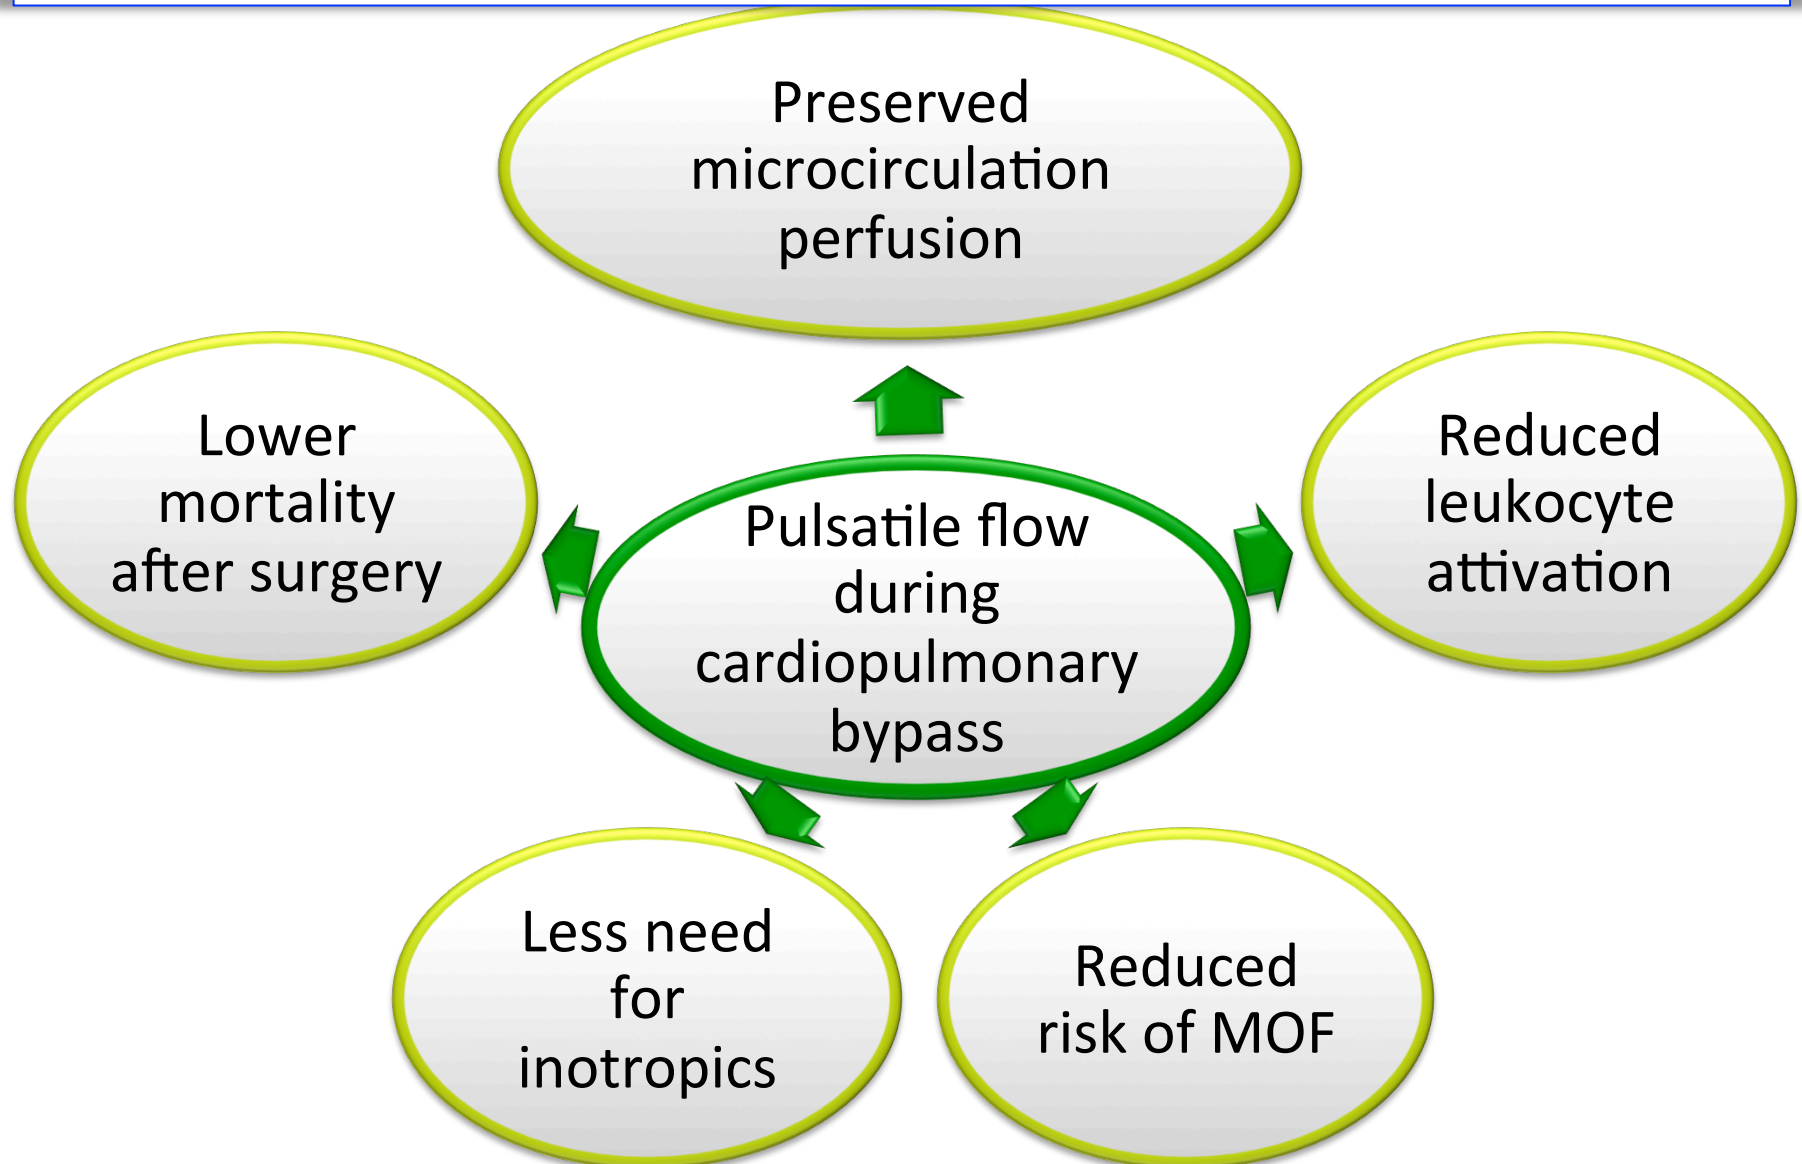 Preserved
microcirculation
perfusion
Lower
mortality
after surgery
Pulsatile flow
during
cardiopulmonary
bypass
Reduced
leukocyte
attivation
Less need
for
inotropics
Reduced
risk of MOF